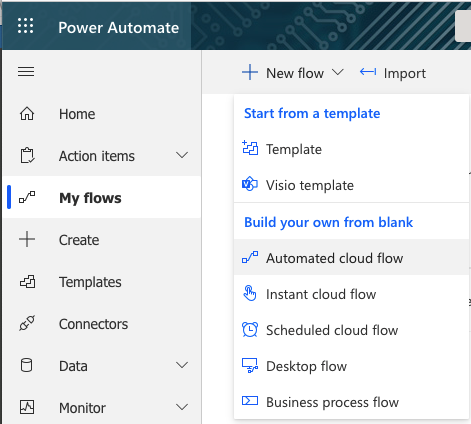 Power Automate
New flow
Import
Home
Action items
My flows
Create
Templates
Connectors
Data
Monitor
Start from a template
Template
Visio template
Build your own from blank
Automated cloud flow
Instant cloud flow
Scheduled cloud flow
Desktop flow
Business process flow